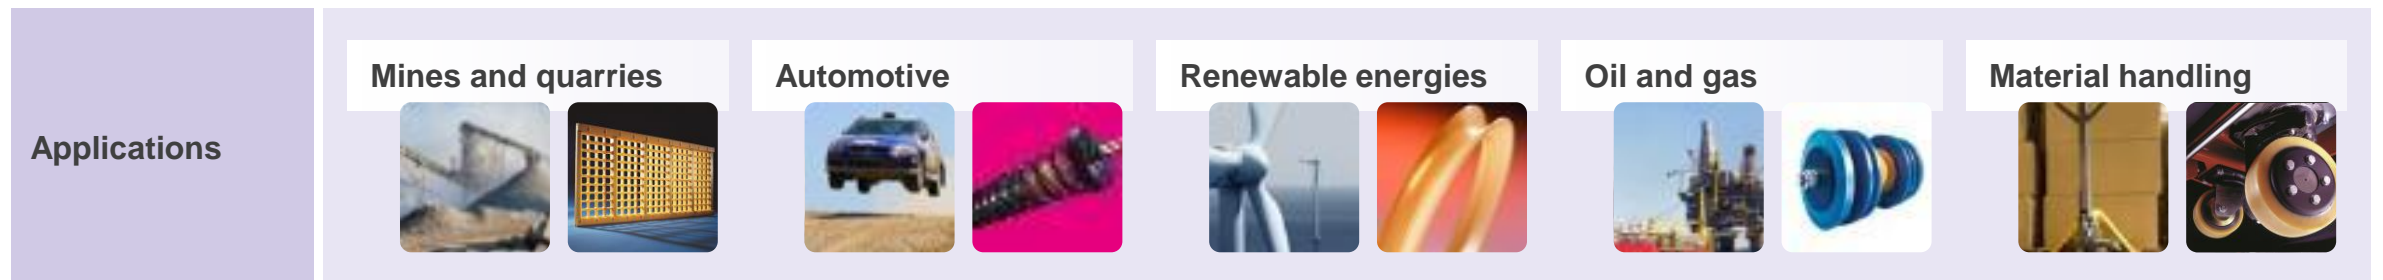 Applications
Mines and quarries
Automotive
Renewable energies
Oil and gas
Material handling